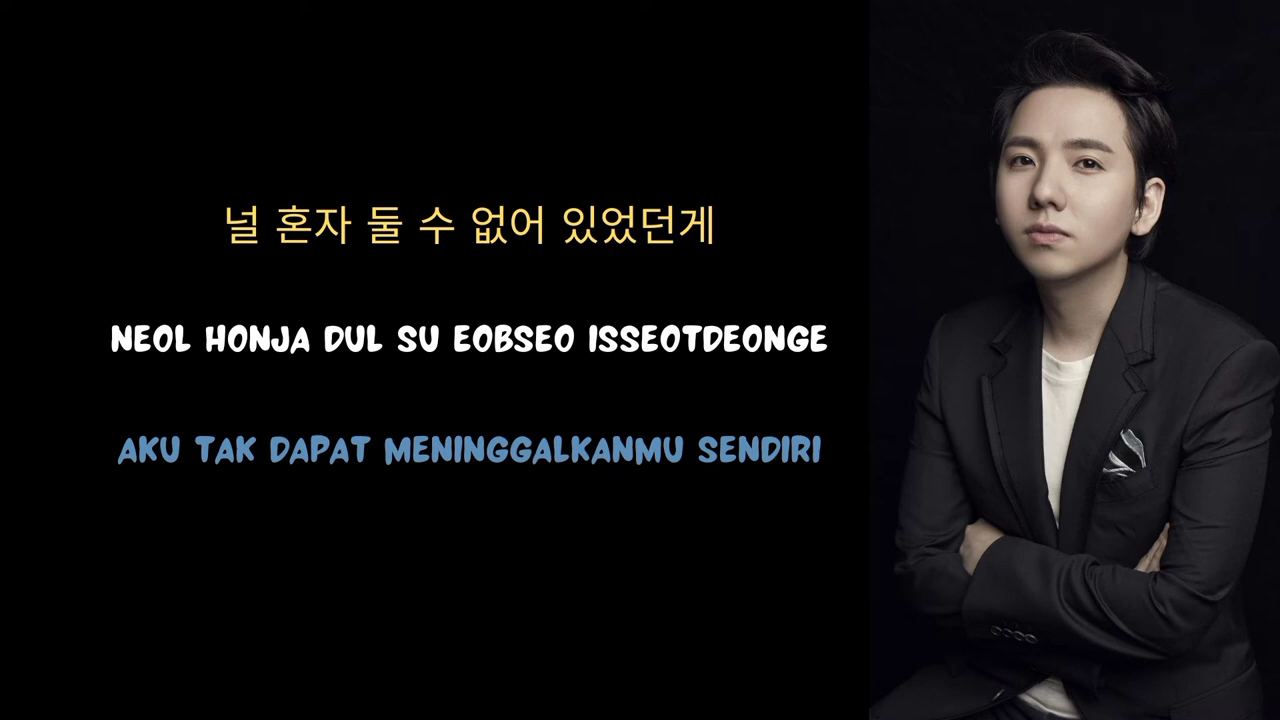 널 혼자 둘 수 없어 있었던게
NEOL HONJA DUL SU EOBSEO ISSEOTDEONGE
AKU TAK DAPAT MENINGGALKANMU SENDIRI